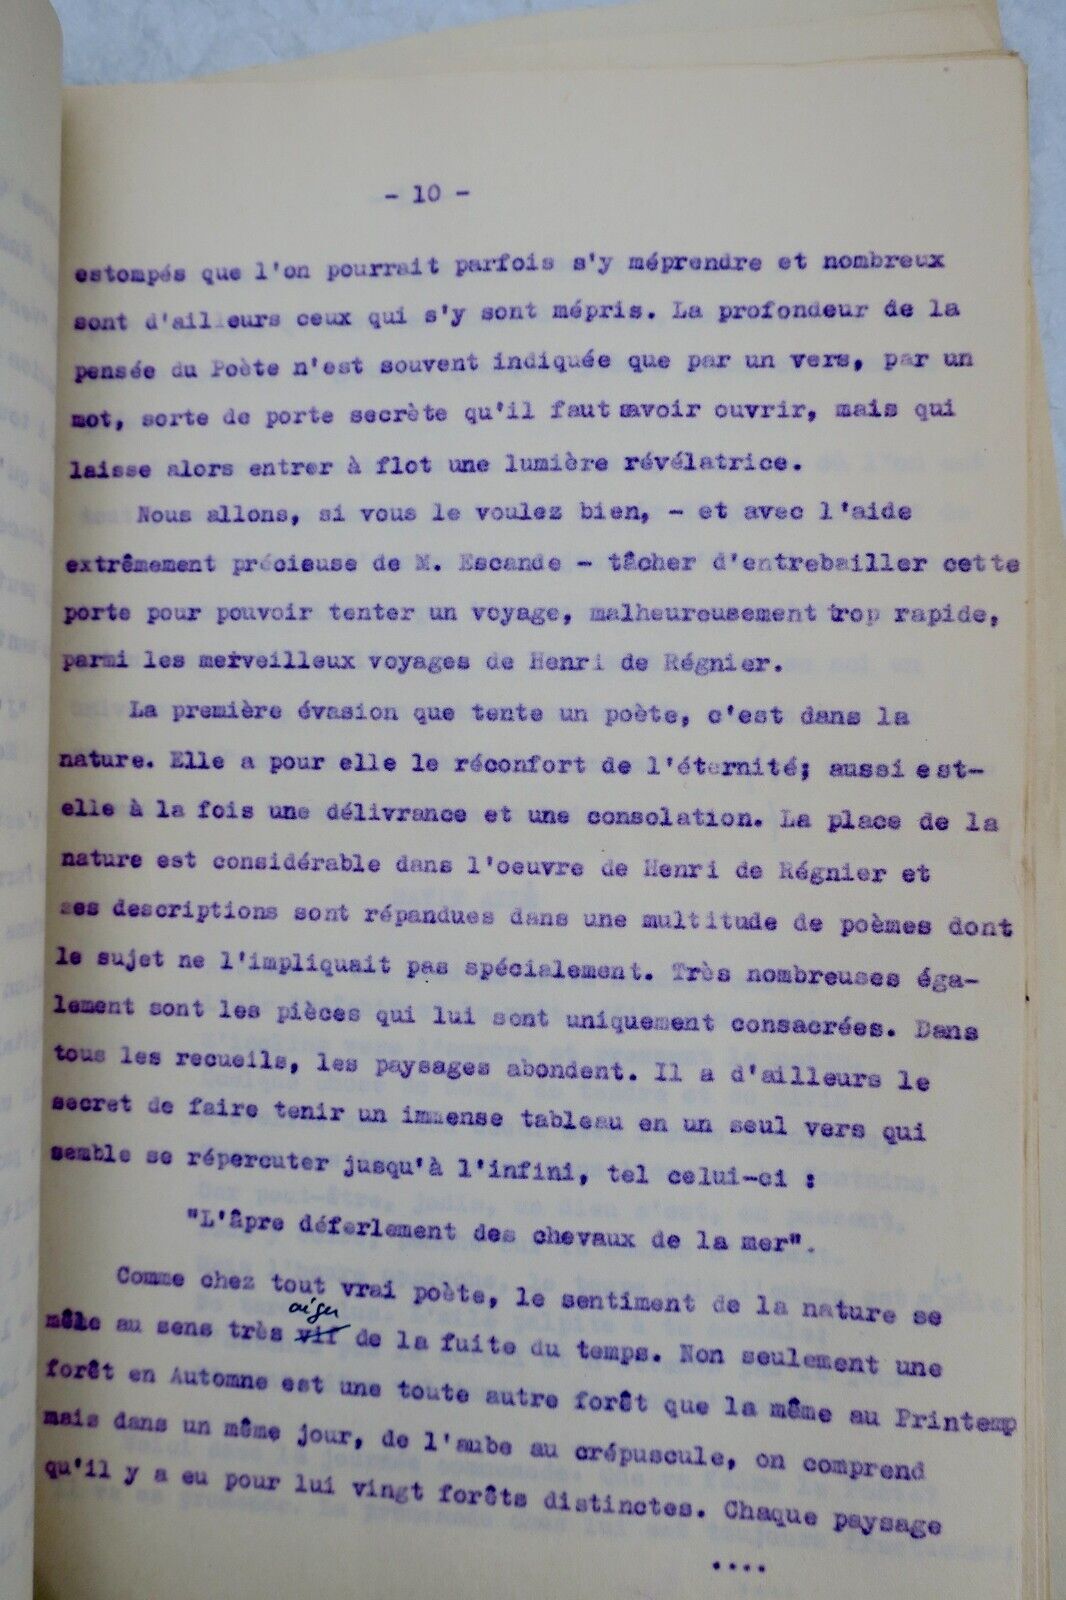 - 10 -
estompés que l'on pourrait parfois s'y méprendre et nombreux
sont d'ailleurs ceux qui s'y sont mépris. La profondeur de la
pensée du Poète n'est souvent indiquée que par un vers, par un
mot, sorte de porte secrète qu'il faut savoir ouvrir, mais qui
laisse alors entrer à flot une lumière révélatrice.
Nous allons, si vous le voulez bien, - et avec l'aide
extrêmement précieuse de M. Escande - tâcher d'entrebailler cette
porte pour pouvoir tenter un voyage, malheureusement trop rapide,
parmi les merveilleux voyages de Henri de Régnier.
La première évasion que tente un poète, c'est dans la
nature. Elle a pour elle le réconfort de l'éternité; aussi est-
elle à la fois une délivrance et une consolation. La place de la
nature est considérable dans l'oeuvre de Henri de Régnier et
ses descriptions sont répandues dans une multitude de poèmes dont
le sujet ne l'impliquait pas spécialement. Très nombreuses éga-
lement sont les pièces qui lui sont uniquement consacrées. Dans
tous les recueils, les paysages abondent. Il a d'ailleurs le
secret de faire tenir un immense tableau en un seul vers qui
semble se répercuter jusqu'à l'infini, tel celui-ci :
"L'âpre déferlement des chevaux de la mer".
Comme chez tout vrai poète, le sentiment de la nature se
aigu
mêle au sens très vif de la fuite du temps. Non seulement une
forêt en Automne est une toute autre forêt que la même au Printemp
mais dans un même jour, de l'aube au crépuscule, on comprend
qu'il y a eu pour lui vingt forêts distinctes. Chaque paysage
....